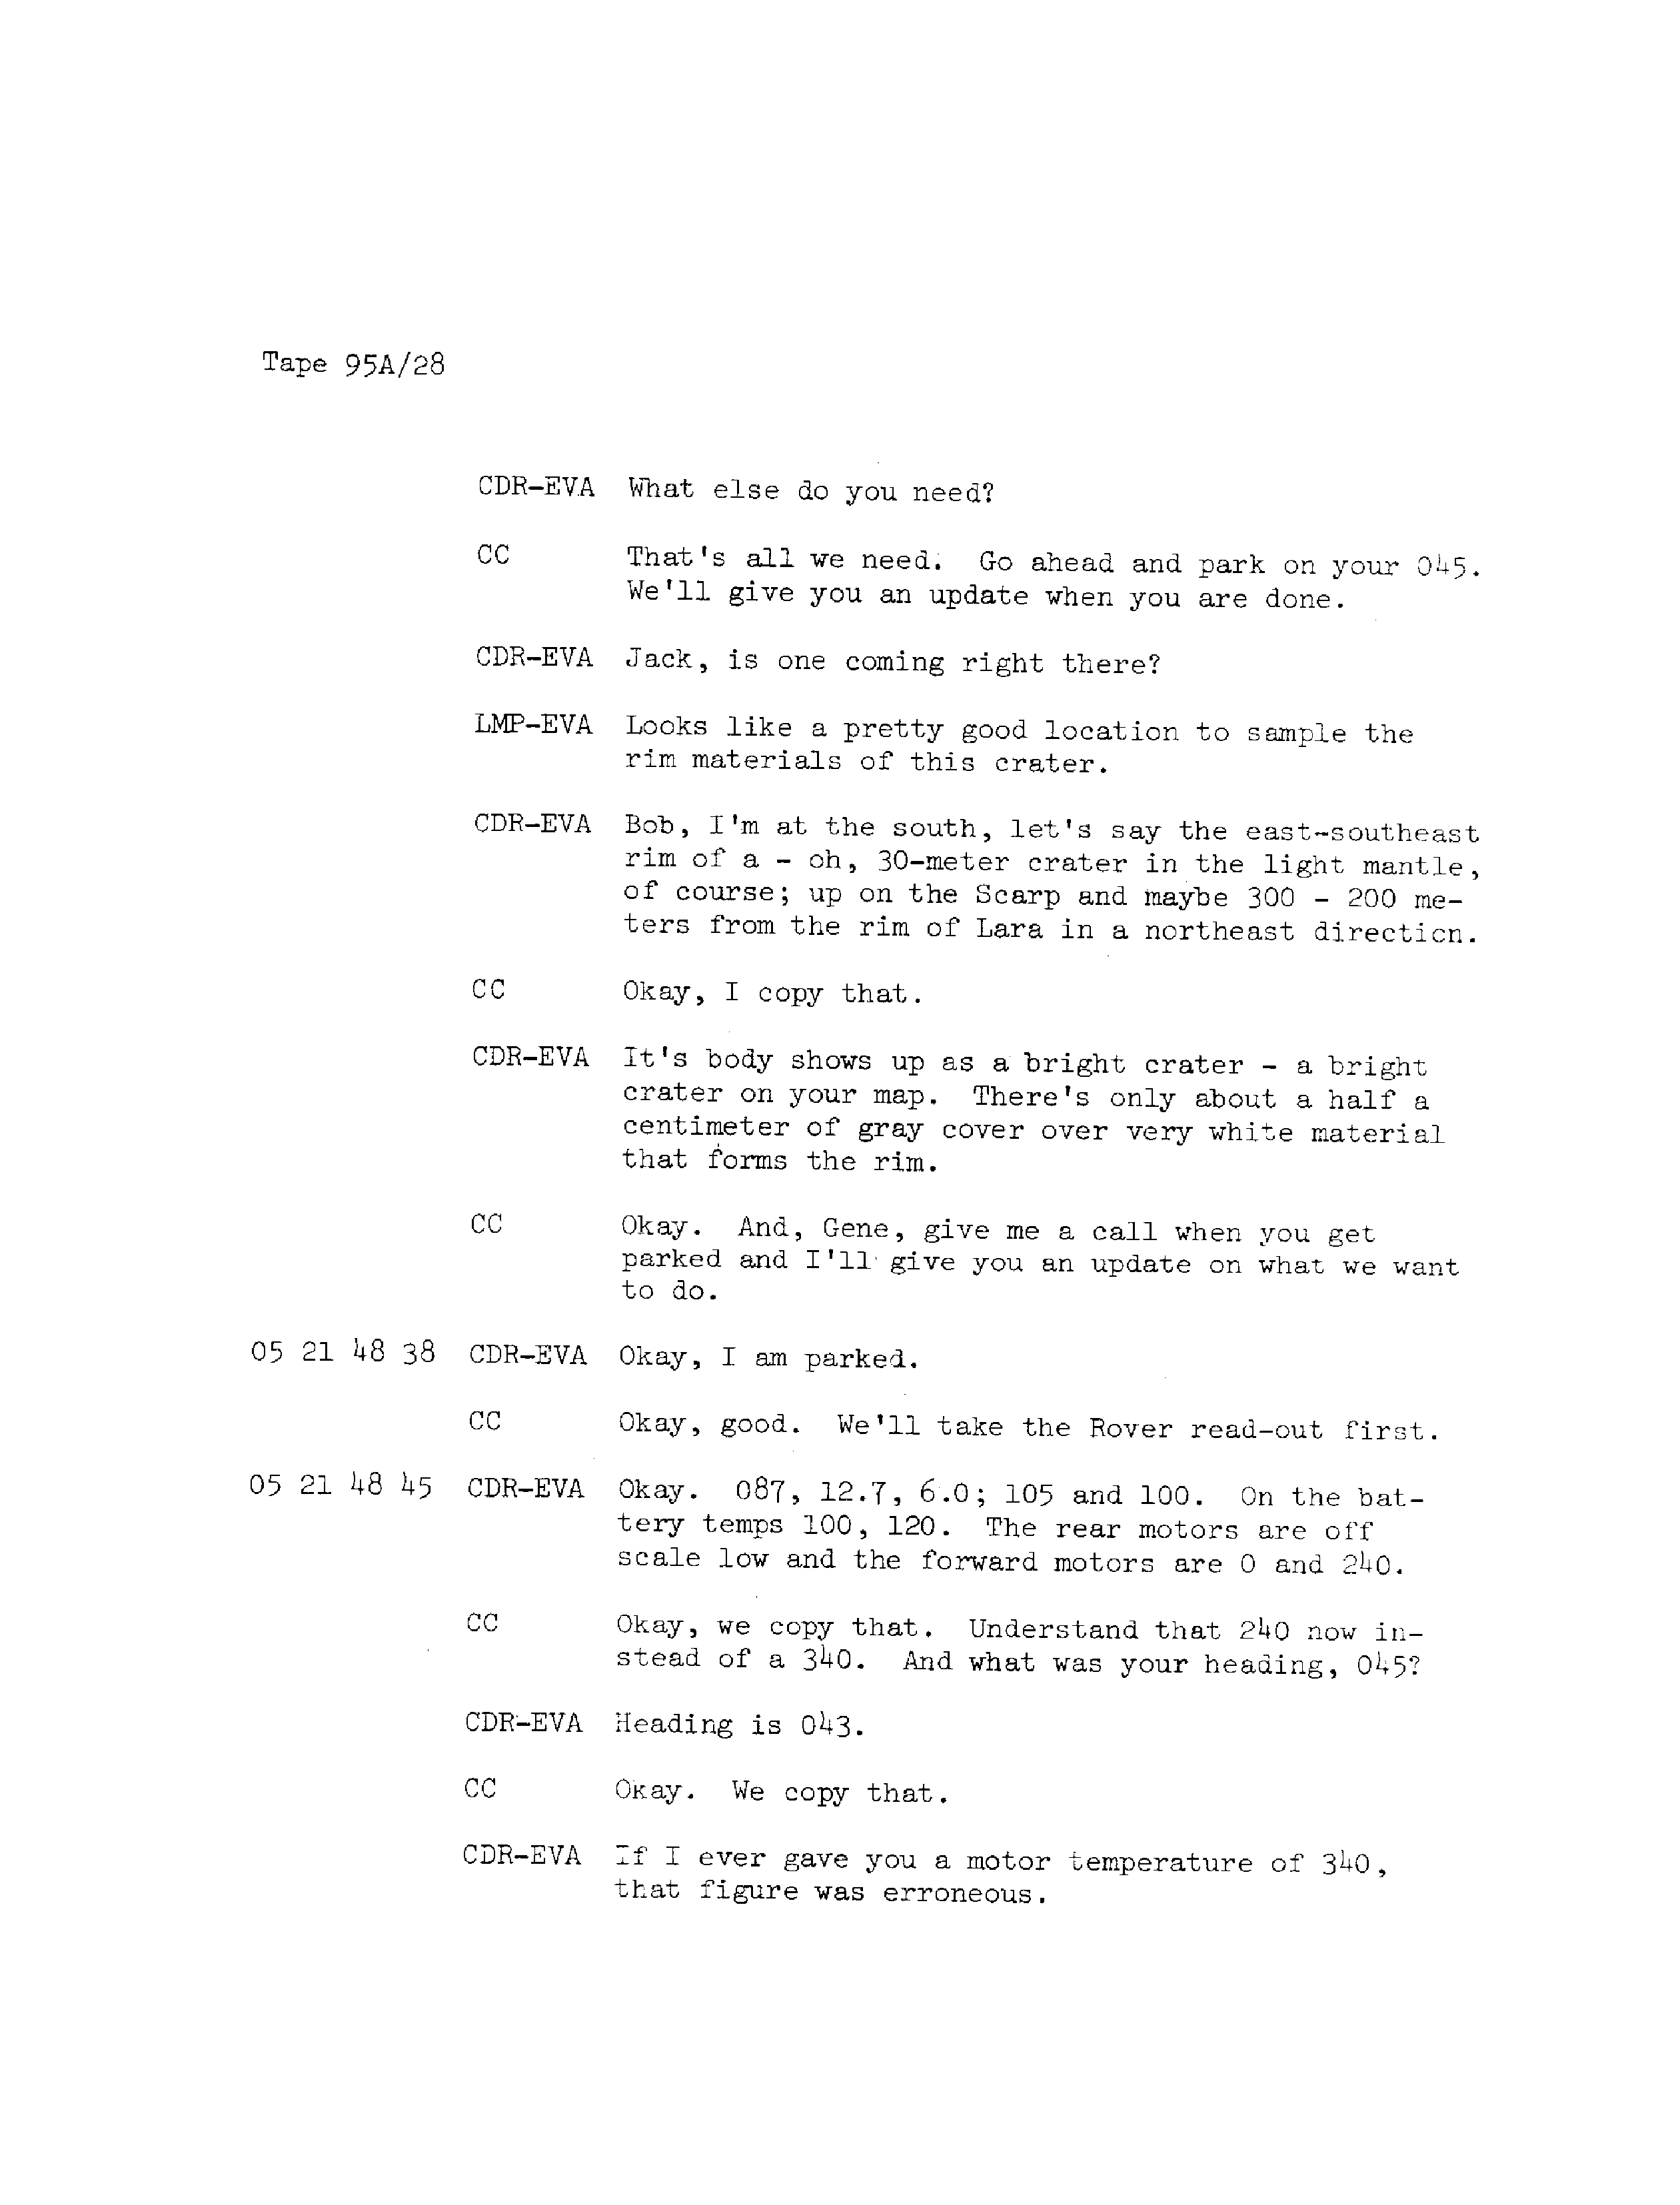 Tape 95A/28
CDR-EVA What else do you need?
CC That's all we need. Go ahead and park on your 045.
We'll give you an update when you are done.
CDR-EVA Jack, is one coming right there?
LMP-EVA Looks like a pretty good location to sample the
rim materials of this crater.
CDR-EVA Bob, I'm at the south, let's say the east-southeast
rim of a - oh, 30-meter crater in the light mantle,
of course; up on the Scarp and maybe 300 - 200 me-
ters from the rim of Lara in a northeast direction.
CC Okay, I copy that.
CDR-EVA It's body shows up as a bright crater - a bright
crater on your map. There's only about a half a
centimeter of gray cover over very white material
that forms the rim.
CC Okay. And, Gene, give me a call when you get
parked and I'll give you an update on what we want
to do.
05 21 48 38 CDR-EVA Okay, I am parked.
CC Okay, good. We'll take the Rover read-out first.
05 21 48 45 CDR-EVA Okay. 087, 12.7, 6.0; 105 and 100. On the bat-
tery temps 100, 120. The rear motors are off
scale low and the forward motors are 0 and 240.
CC Okay, we copy that. Understand that 240 now in-
stead of a 340. And what was your heading, 045?
CDR-EVA Heading is 043.
CC Okay. We copy that.
CDR-EVA If I ever gave you a motor temperature of 340,
that figure was erroneous.